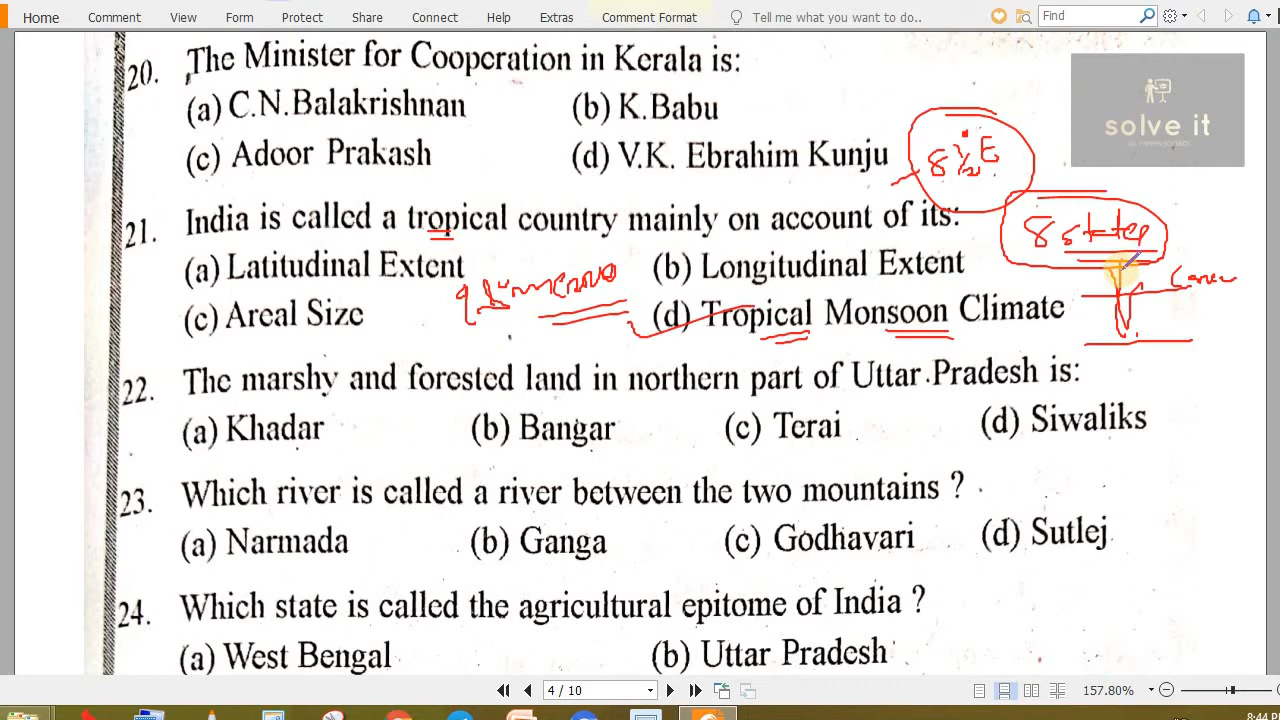 Home Comment View Form Protect Share Connect Help Extras Comment Format Tell me what you want to do.. Find
solve it
20. The Minister for Cooperation in Kerala is:
(a) C.N.Balakrishnan (b) K.Babu
(c) Adoor Prakash (d) V.K. Ebrahim Kunju
8½ E
21. India is called a tropical country mainly on account of its:
8 states
(a) Latitudinal Extent (b) Longitudinal Extent
(c) Areal Size (d) Tropical Monsoon Climate
22. The marshy and forested land in northern part of Uttar Pradesh is:
(a) Khadar (b) Bangar (c) Terai (d) Siwaliks
23. Which river is called a river between the two mountains ?
(a) Narmada (b) Ganga (c) Godhavari (d) Sutlej
24. Which state is called the agricultural epitome of India ?
(a) West Bengal (b) Uttar Pradesh
4 / 10 157.80%
8:44 P